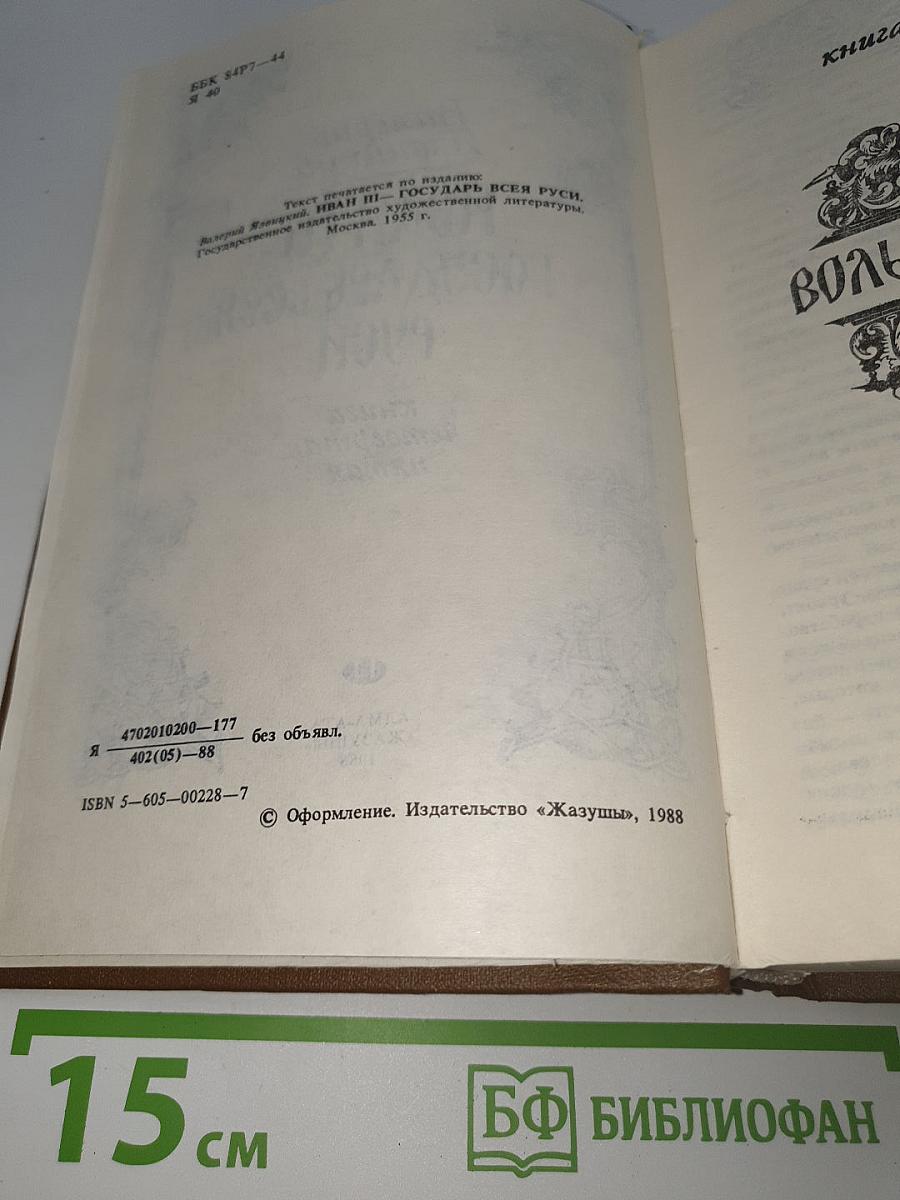 ББК 84Р7—44
Я 40
Текст печатается по изданию:
Валерий Язвицкий. ИВАН III — ГОСУДАРЬ ВСЕЯ РУСИ.
Государственное издательство художественной литературы.
Москва. 1955 г.
Я 4702010200—177
402(05)—88 без объявл.
ISBN 5—605—00228—7
© Оформление. Издательство «Жазушы», 1988
книга
ВОЛЬ
15 см
БФ БИБЛИОФАН